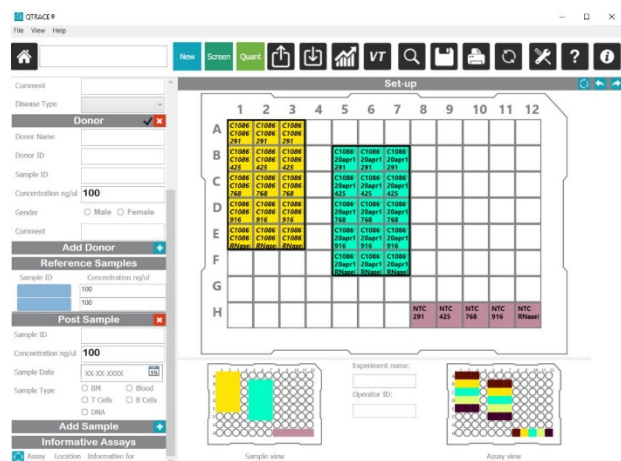 QTRACE®
File View Help
New Screen Quant VT ? i
Set-up
Comment
Disease Type
Donor
Donor Name
Donor ID
Sample ID
Concentration ng/ul 100
Gender Male Female
Comment
Add Donor +
Reference Samples
Sample ID Concentration ng/ul
100
100
Post Sample
Sample ID
Concentration ng/ul 100
Sample Date XX-XX-XXXX 15
Sample Type BM Blood
T Cells B Cells
DNA
Add Sample +
Informative Assays
Assay Location Informative for
1 2 3 4 5 6 7 8 9 10 11 12
A C1086 C1086 C1086
C1086 C1086 C1086
291 291 291
B C1086 C1086 C1086 C1086 C1086 C1086
C1086 C1086 C1086 20apr1 20apr1 20apr1
425 425 425 291 291 291
C C1086 C1086 C1086 C1086 C1086 C1086
C1086 C1086 C1086 20apr1 20apr1 20apr1
768 768 768 425 425 425
D C1086 C1086 C1086 C1086 C1086 C1086
C1086 C1086 C1086 20apr1 20apr1 20apr1
916 916 916 768 768 768
E C1086 C1086 C1086 C1086 C1086 C1086
C1086 C1086 C1086 20apr1 20apr1 20apr1
RNase RNase RNase 916 916 916
F C1086 C1086 C1086
20apr1 20apr1 20apr1
RNasel RNasel RNasel
G
H NTC NTC NTC NTC NTC
291 425 768 916 RNasel
Experiment name:
Operator ID:
Sample view
Assay view